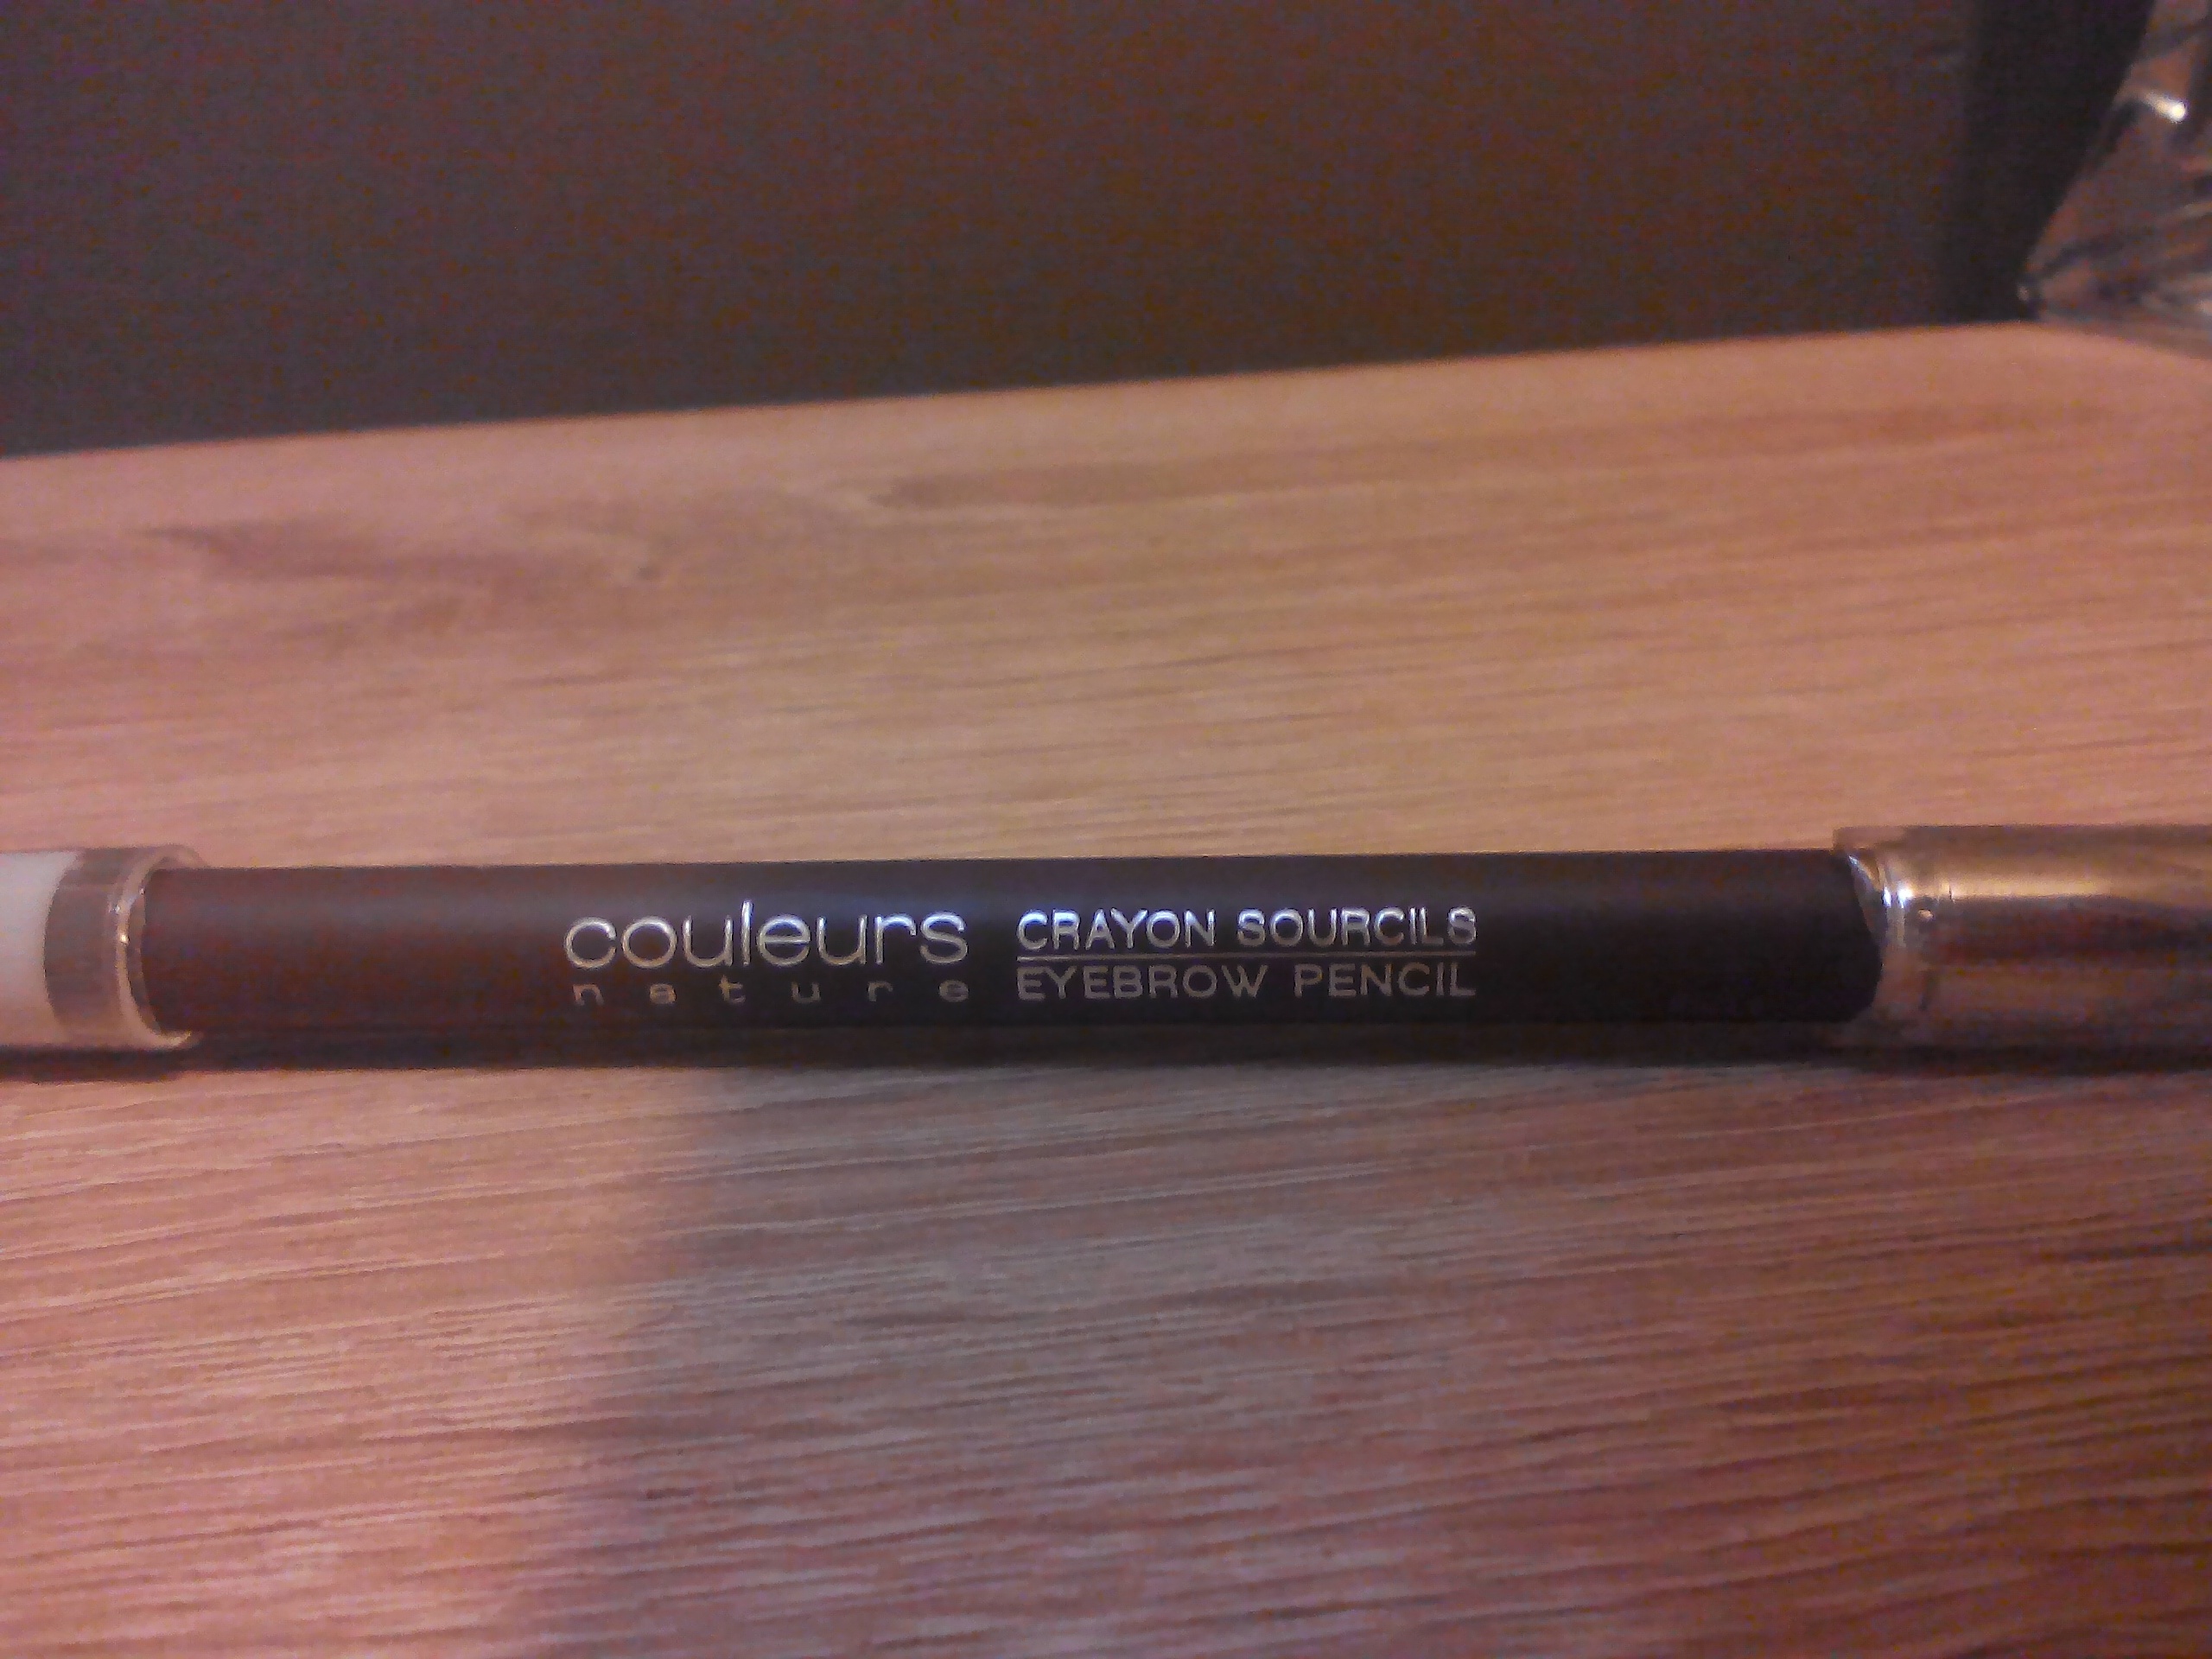 couleurs
nature
CRAYON SOURCILS
EYEBROW PENCIL